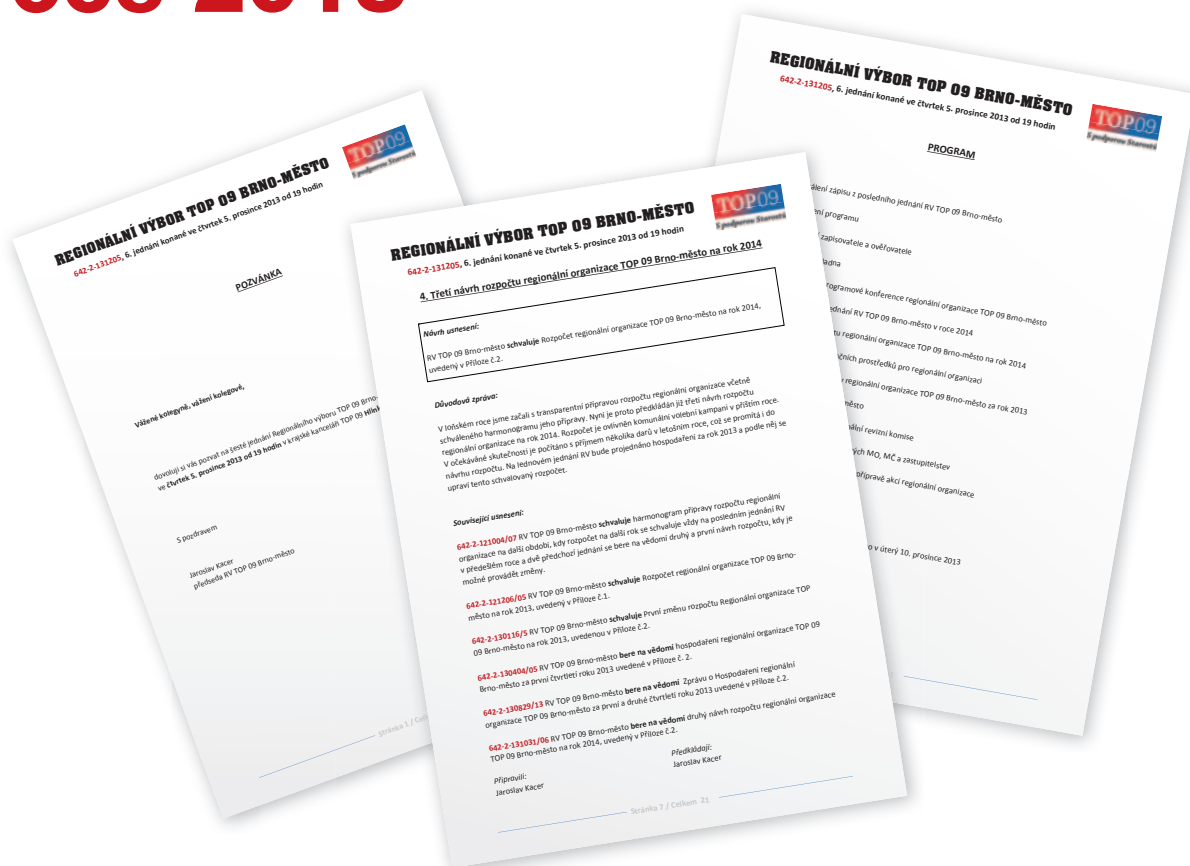 2013
REGIONÁLNÍ VÝBOR TOP 09 BRNO-MĚSTO
642-2-131205, 6. jednání konané ve čtvrtek 5. prosince 2013 od 19 hodin
TOP09
S podporou Starostů
POZVÁNKA
Vážené kolegyně, vážení kolegové,
dovoluji si vás pozvat na šesté jednání Regionálního výboru TOP 09 Brno-
ve čtvrtek 5. prosince 2013 od 19 hodin v krajské kanceláři TOP 09
S pozdravem
Jaroslav Kacer
předseda RV TOP 09 Brno-město
Stránka 1 /
REGIONÁLNÍ VÝBOR TOP 09 BRNO-MĚSTO
642-2-131205, 6. jednání konané ve čtvrtek 5. prosince 2013 od 19 hodin
TOP09
S podporou Starostů
4. Třetí návrh rozpočtu regionální organizace TOP 09 Brno-město na rok 2014
Návrh usnesení:
RV TOP 09 Brno-město schvaluje Rozpočet regionální organizace TOP 09 Brno-město na rok 2014,
uvedený v Příloze č.2.
Důvodová zpráva:
V loňském roce jsme začali s transparentní přípravou rozpočtu regionální organizace včetně
schváleného harmonogramu jeho přípravy. Nyní je proto předkládán již třetí návrh rozpočtu
regionální organizace na rok 2014. Rozpočet je ovlivněn komunální volební kampaní v příštím roce.
V očekáváné skutečnosti je počítáno s příjmem několika darů v letošním roce, což se promítá i do
návrhu rozpočtu. Na lednovém jednání RV bude projednáno hospodaření za rok 2013 a podle něj se
upraví tento schvalovaný rozpočet.
Související usnesení:
642-2-121004/07 RV TOP 09 Brno-město schvaluje harmonogram přípravy rozpočtu regionální
organizace na další období, kdy rozpočet na další rok se schvaluje vždy na posledním jednání RV
v předešlém roce a dvě předchozí jednání se bere na vědomí druhý a první návrh rozpočtu, kdy je
možné provádět změny.
642-2-121206/05 RV TOP 09 Brno-město schvaluje Rozpočet regionální organizace TOP 09 Brno-
město na rok 2013, uvedený v Příloze č.1.
642-2-130116/5 RV TOP 09 Brno-město schvaluje První změnu rozpočtu Regionální organizace TOP
09 Brno-město na rok 2013, uvedenou v Příloze č.2.
642-2-130404/05 RV TOP 09 Brno-město bere na vědomí hospodaření regionální organizace TOP 09
Brno-město za první čtvrtletí roku 2013 uvedené v Příloze č. 2.
642-2-130829/13 RV TOP 09 Brno-město bere na vědomí Zprávu o Hospodaření regionální
organizace TOP 09 Brno-město za první a druhé čtvrtletí roku 2013 uvedené v Příloze č.2.
642-2-131031/06 RV TOP 09 Brno-město bere na vědomí druhý návrh rozpočtu regionální organizace
TOP 09 Brno-město na rok 2014, uvedený v Příloze č.2.
Připravili:
Jaroslav Kacer
Předkládají:
Jaroslav Kacer
Stránka 7 / Celkem 21
REGIONÁLNÍ VÝBOR TOP 09 BRNO-MĚSTO
642-2-131205, 6. jednání konané ve čtvrtek 5. prosince 2013 od 19 hodin
TOP09
S podporou Starostů
PROGRAM
zápisu z posledního jednání RV TOP 09 Brno-město
programu
zapisovatele a ověřovatele
programové konference regionální organizace TOP 09 Brno-město
RV TOP 09 Brno-město v roce 2014
regionální organizace TOP 09 Brno-město na rok 2014
prostředků pro regionální organizaci
regionální organizace TOP 09 Brno-město za rok 2013
revizní komise
MO, MČ a zastupitelstev
přípravě akcí regionální organizace
v úterý 10. prosince 2013